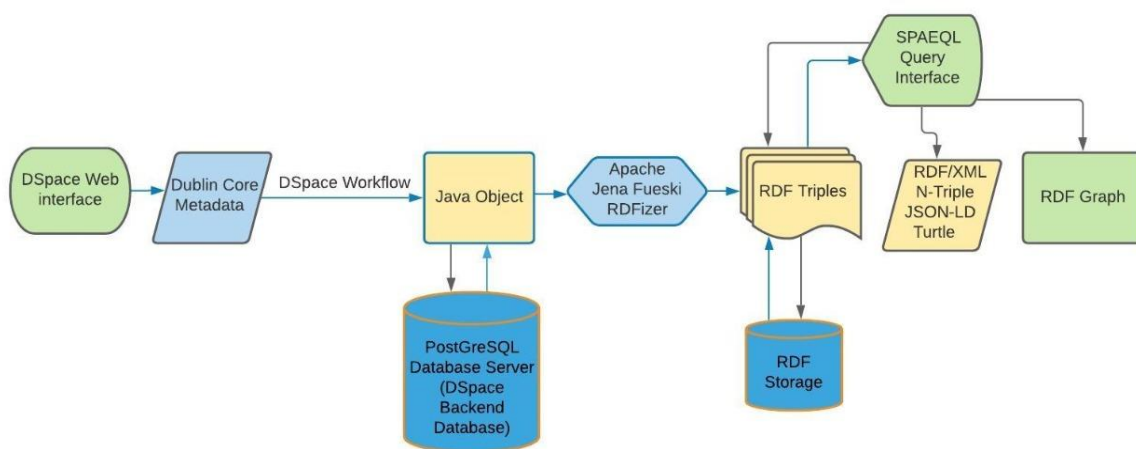 DSpace Web
interface
Dublin Core
Metadata
DSpace Workflow
Java Object
PostGreSQL
Database Server
(DSpace
Backend
Database)
Apache
Jena Fueski
RDFizer
RDF Triples
RDF
Storage
SPAEQL
Query
Interface
RDF/XML
N-Triple
JSON-LD
Turtle
RDF Graph